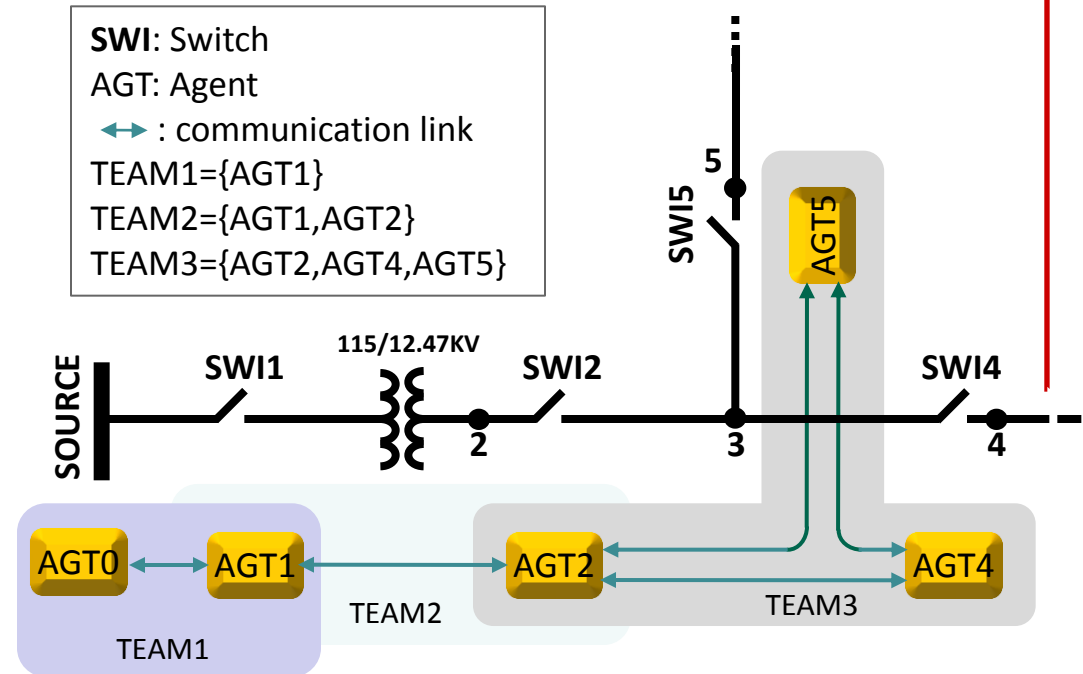 SWI: Switch
AGT: Agent
: communication link
TEAM1={AGT1}
TEAM2={AGT1,AGT2}
TEAM3={AGT2,AGT4,AGT5}
5
SWI5
AGT5
115/12.47KV
SOURCE
SWI1
SWI2
SWI4
2
3
4
AGT0
AGT1
AGT2
AGT4
TEAM1
TEAM2
TEAM3